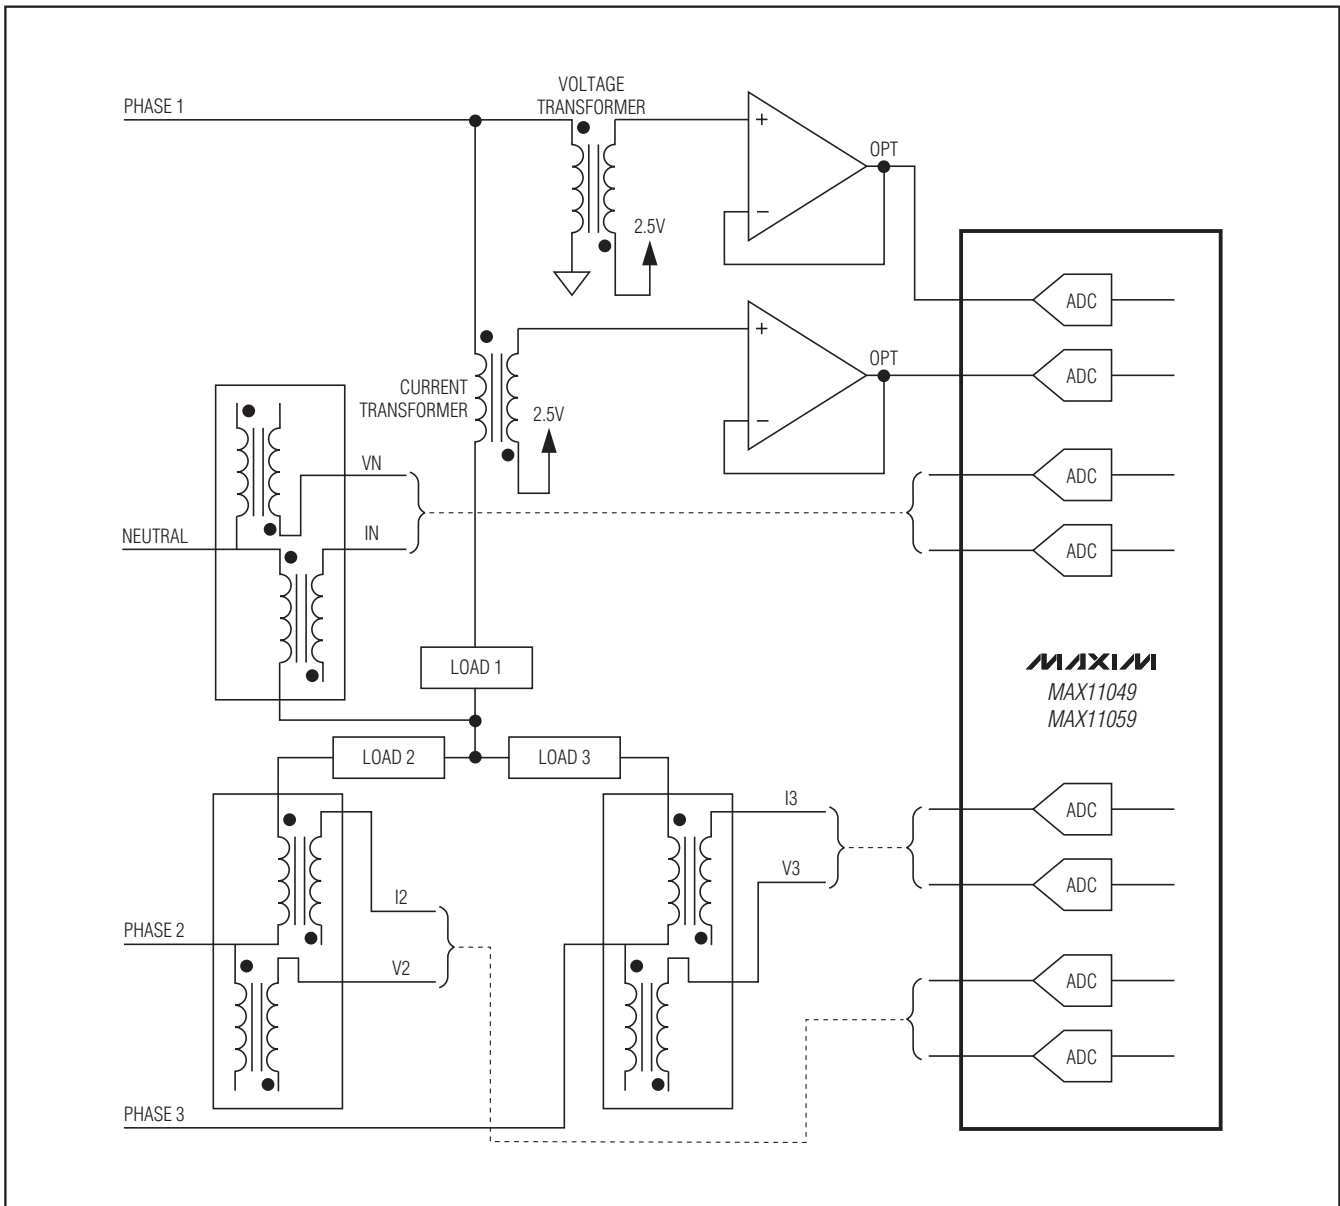 VOLTAGE
TRANSFORMER
PHASE 1
+
OPT
−
2.5V
ADC
+
OPT
ADC
CURRENT
TRANSFORMER
2.5V
−
VN
ADC
NEUTRAL
IN
ADC
LOAD 1
MAXIM
MAX11049
MAX11059
LOAD 2
LOAD 3
I3
ADC
V3
ADC
I2
PHASE 2
V2
ADC
ADC
PHASE 3